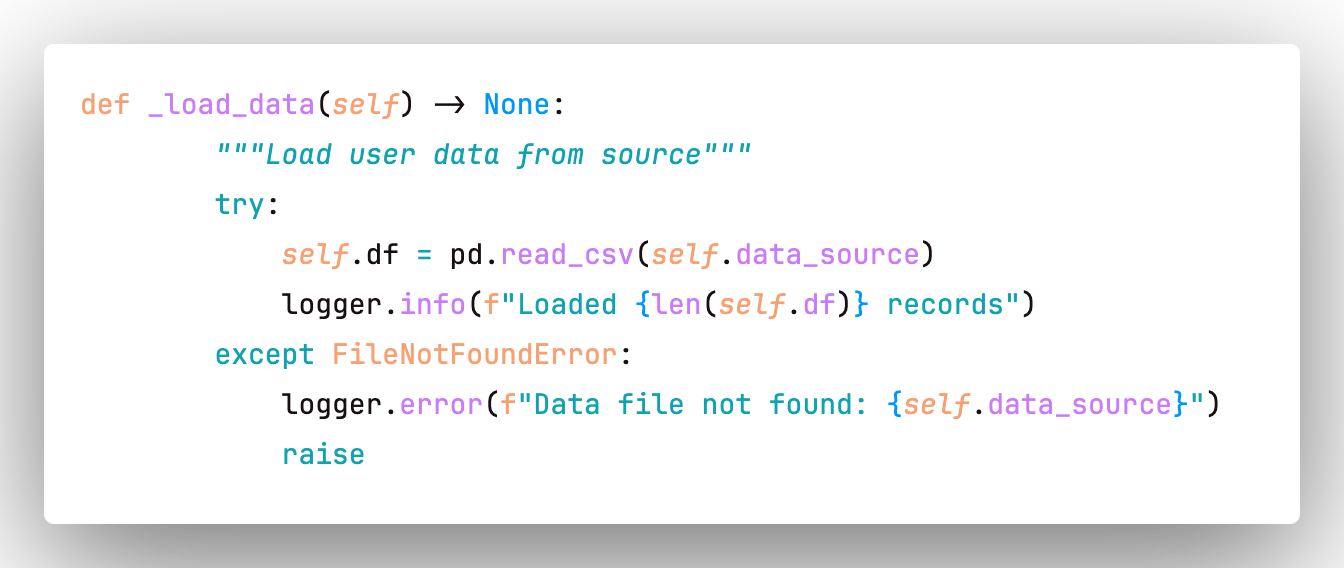 def _load_data(self) -> None:
        """Load user data from source"""
        try:
            self.df = pd.read_csv(self.data_source)
            logger.info(f"Loaded {len(self.df)} records")
        except FileNotFoundError:
            logger.error(f"Data file not found: {self.data_source}")
            raise